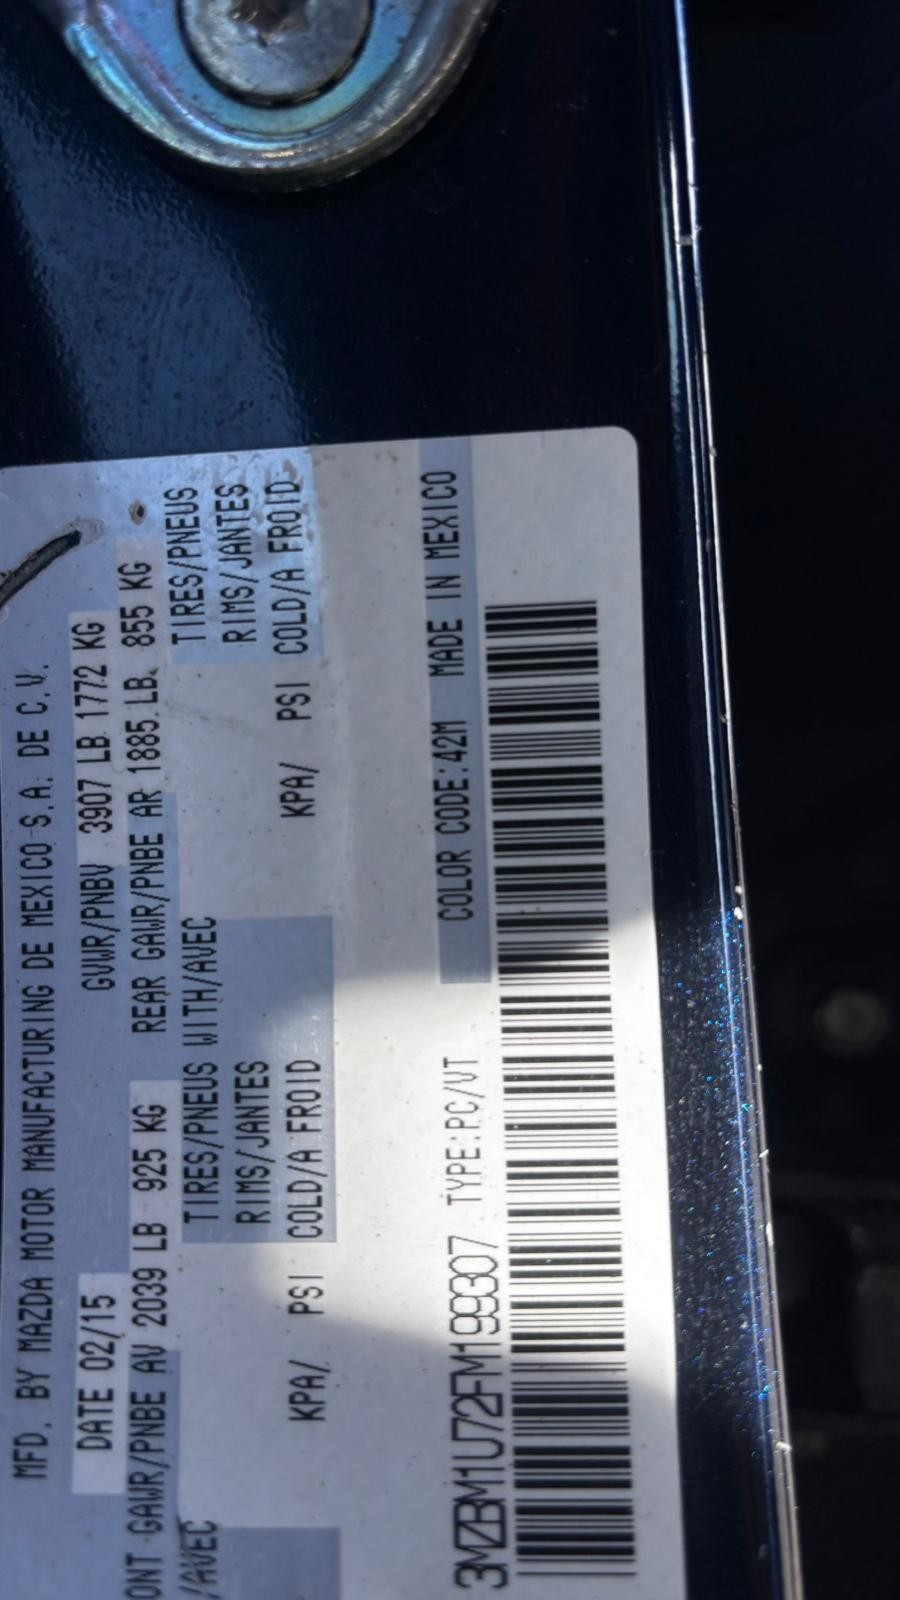 MFD. BY MAZDA MOTOR MANUFACTURING DE MEXICO S.A. DE C.V.
DATE 02/15 GVWR/PNBV 3907 LB 1772 KG
ONT GAWR/PNBE AV 2039 LB 925 KG REAR GAWR/PNBE AR 1885 LB. 855 KG
/AVEC TIRES/PNEUS WITH/AVEC TIRES/PNEUS
RIMS/JANTES RIMS/JANTES
KPA/ PSI COLD/A FROID KPA/ PSI COLD/A FROID
COLOR CODE:42M MADE IN MEXICO
3MZBM1U72FM199307 TYPE:PC/VT